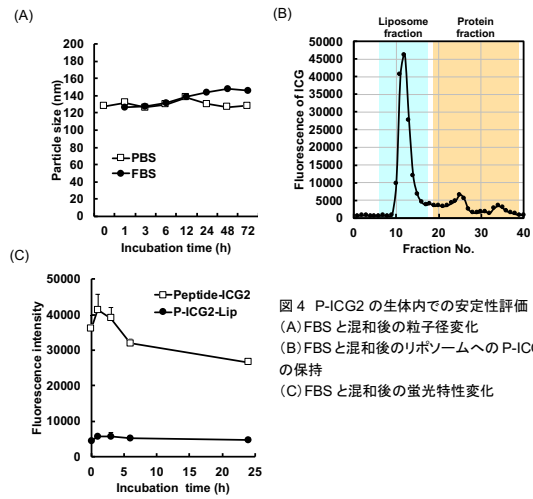 (A)
Particle size (nm)
200
180
160
140
120
100
80
60
40
20
0
PBS
FBS
0 1 3 6 12 24 48 72
Incubation time (h)
(B)
Liposome fraction
Protein fraction
Fluorescence of ICG
50000
45000
40000
35000
30000
25000
20000
15000
10000
5000
0
0 10 20 30 40
Fraction No.
(C)
Fluorescence intensity
50000
40000
30000
20000
10000
0
Peptide-ICG2
P-ICG2-Lip
0 5 10 15 20 25
Incubation time (h)
図 4 P-ICG2 の生体内での安定性評価
(A)FBS と混和後の粒子径変化
(B)FBS と混和後のリポソームへの P-ICG
の保持
(C)FBS と混和後の蛍光特性変化